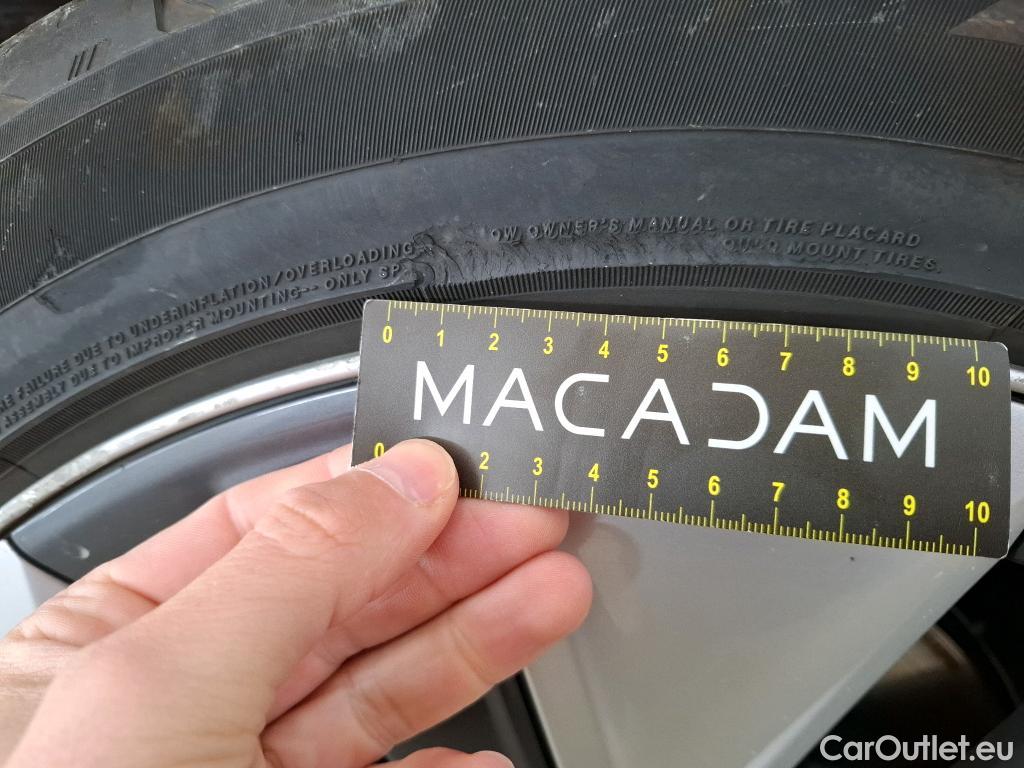 RE FAILURE DUE TO UNDERINFLATION/OVERLOADING
OW OWNER'S MANUAL OR TIRE PLACARD
ASSEMBLY DUE TO IMPROPER MOUNTING-- ONLY SP
MOUNT TIRES.
0 1 2 3 4 5 6 7 8 9 10
MACADAM
0 2 3 4 5 6 7 8 9 10
CarOutlet.eu